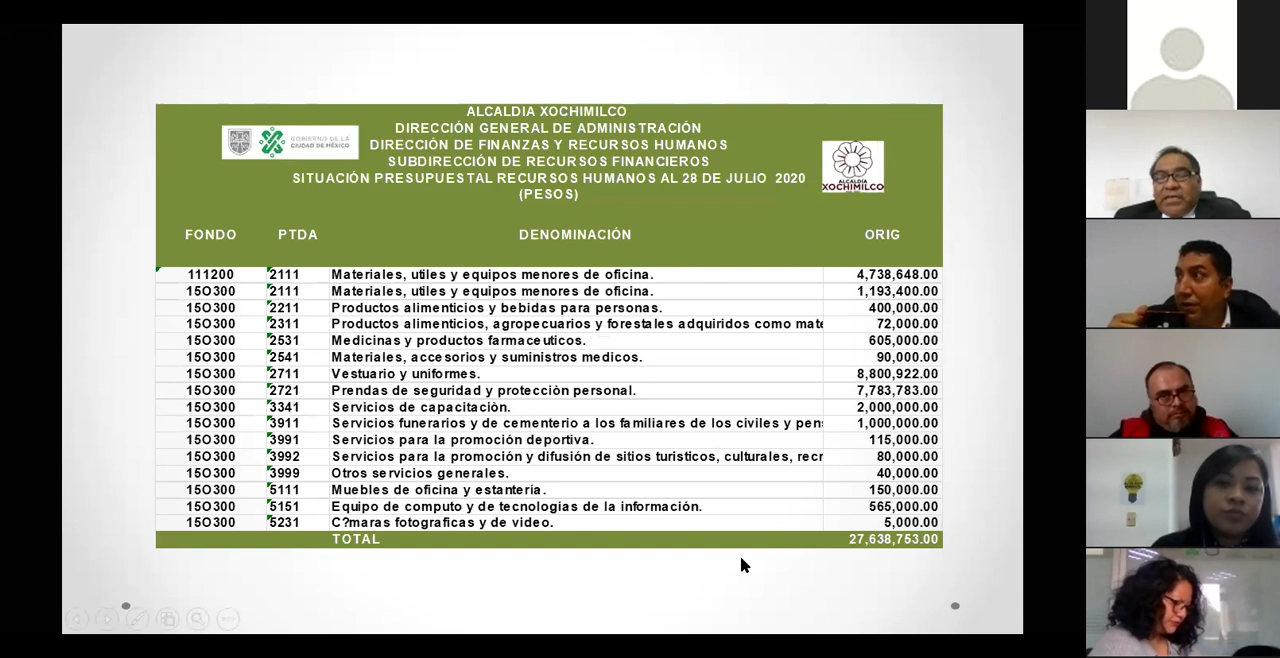 ALCALDIA XOCHIMILCO
DIRECCIÓN GENERAL DE ADMINISTRACIÓN
DIRECCIÓN DE FINANZAS Y RECURSOS HUMANOS
SUBDIRECCIÓN DE RECURSOS FINANCIEROS
SITUACIÓN PRESUPUESTAL RECURSOS HUMANOS AL 28 DE JULIO 2020
(PESOS)
GOBIERNO DE LA
CIUDAD DE MÉXICO
ALCALDÍA
XOCHIMILCO
FONDO PTDA DENOMINACIÓN ORIG
111200 2111 Materiales, utiles y equipos menores de oficina. 4,738,648.00
15O300 2111 Materiales, utiles y equipos menores de oficina. 1,193,400.00
15O300 2211 Productos alimenticios y bebidas para personas. 400,000.00
15O300 2311 Productos alimenticios, agropecuarios y forestales adquiridos como mate 72,000.00
15O300 2531 Medicinas y productos farmaceuticos. 605,000.00
15O300 2541 Materiales, accesorios y suministros medicos. 90,000.00
15O300 2711 Vestuario y uniformes. 8,800,922.00
15O300 2721 Prendas de seguridad y protecciòn personal. 7,783,783.00
15O300 3341 Servicios de capacitaciòn. 2,000,000.00
15O300 3911 Servicios funerarios y de cementerio a los familiares de los civiles y pens 1,000,000.00
15O300 3991 Servicios para la promoción deportiva. 115,000.00
15O300 3992 Servicios para la promoción y difusión de sitios turisticos, culturales, recr 80,000.00
15O300 3999 Otros servicios generales. 40,000.00
15O300 5111 Muebles de oficina y estanteria. 150,000.00
15O300 5151 Equipo de computo y de tecnologías de la información. 565,000.00
15O300 5231 C?maras fotograficas y de video. 5,000.00
TOTAL 27,638,753.00